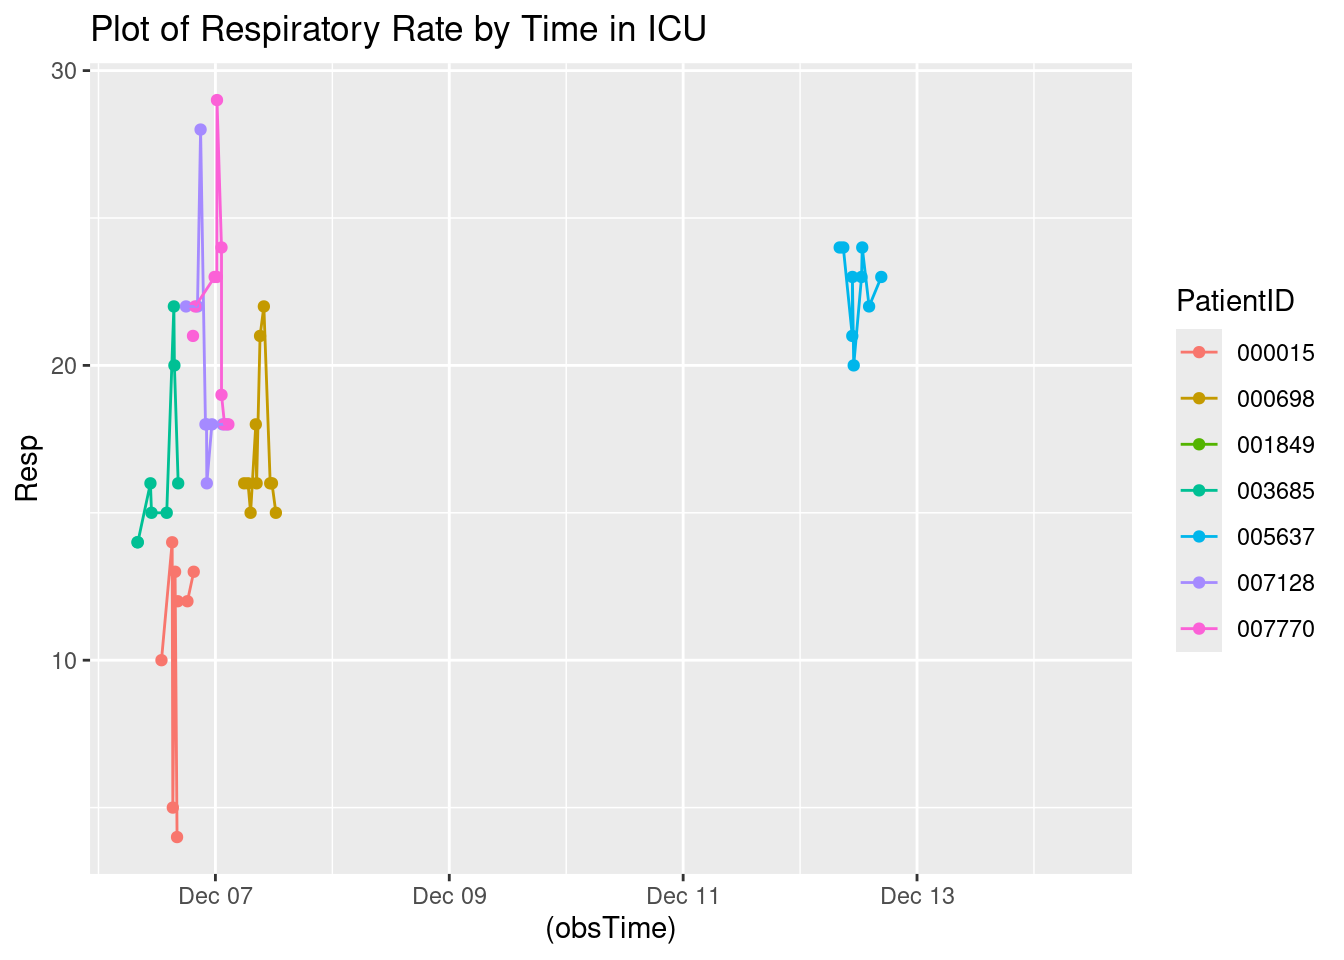 Plot of Respiratory Rate by Time in ICU
30
20
10
Resp
Dec 07
Dec 09
Dec 11
Dec 13
(obsTime)
PatientID
000015
000698
001849
003685
005637
007128
007770